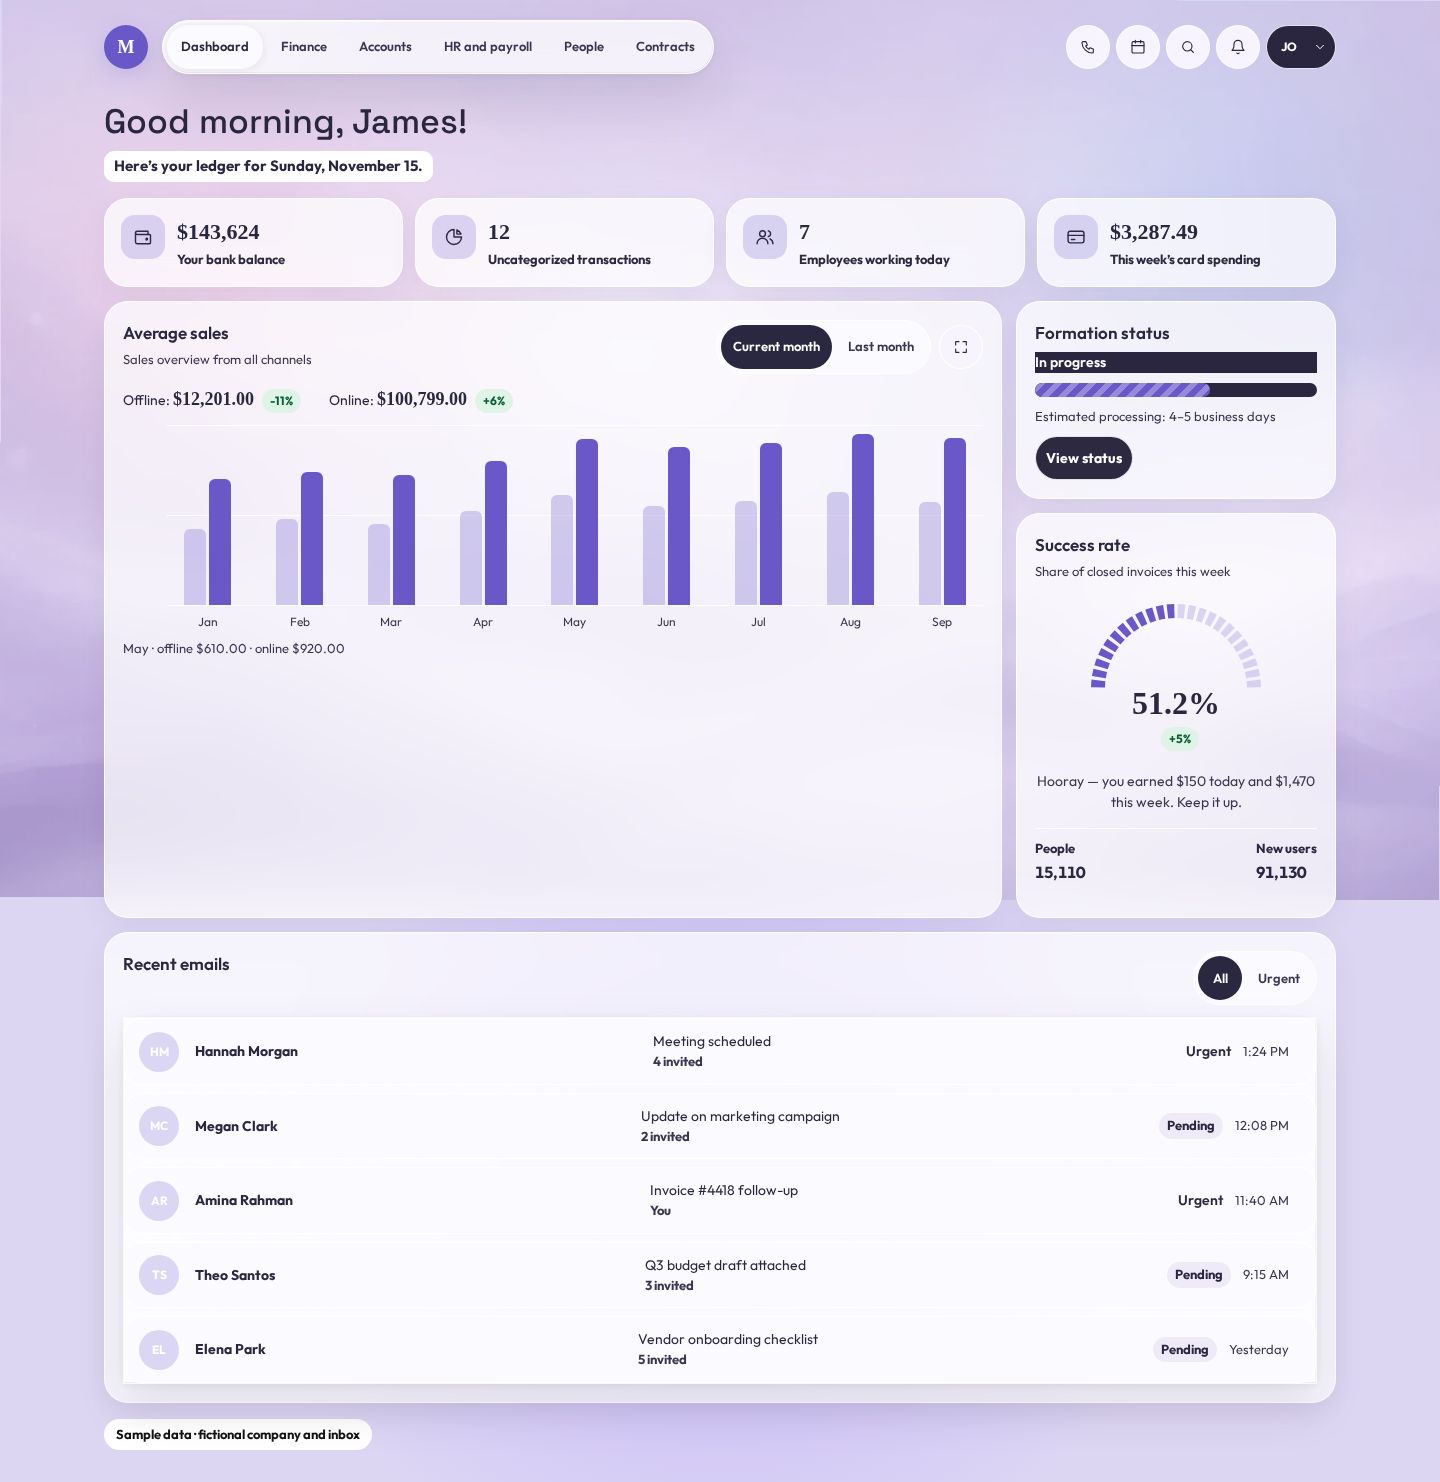 M
Dashboard Finance Accounts HR and payroll People Contracts
JO
Good morning, James!
Here's your ledger for Sunday, November 15.
$143,624
Your bank balance
12
Uncategorized transactions
7
Employees working today
$3,287.49
This week's card spending
Average sales
Sales overview from all channels
Current month Last month
Offline: $12,201.00 -11% Online: $100,799.00 +6%
Jan Feb Mar Apr May Jun Jul Aug Sep
May · offline $610.00 · online $920.00
Formation status
In progress
Estimated processing: 4–5 business days
View status
Success rate
Share of closed invoices this week
51.2%
+5%
Hooray — you earned $150 today and $1,470
this week. Keep it up.
People New users
15,110 91,130
Recent emails
All Urgent
HM Hannah Morgan
Meeting scheduled
4 invited
Urgent 1:24 PM
MC Megan Clark
Update on marketing campaign
2 invited
Pending 12:08 PM
AR Amina Rahman
Invoice #4418 follow-up
You
Urgent 11:40 AM
TS Theo Santos
Q3 budget draft attached
3 invited
Pending 9:15 AM
EL Elena Park
Vendor onboarding checklist
5 invited
Pending Yesterday
Sample data · fictional company and inbox